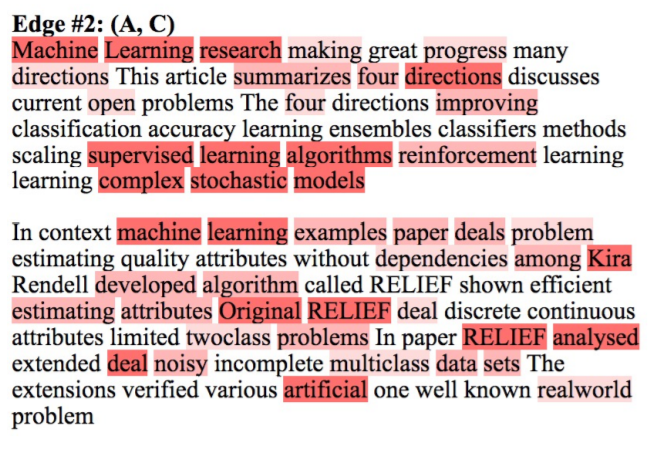 Edge #2: (A, C)
Machine Learning research making great progress many
directions This article summarizes four directions discusses
current open problems The four directions improving
classification accuracy learning ensembles classifiers methods
scaling supervised learning algorithms reinforcement learning
learning complex stochastic models
In context machine learning examples paper deals problem
estimating quality attributes without dependencies among Kira
Rendell developed algorithm called RELIEF shown efficient
estimating attributes Original RELIEF deal discrete continuous
attributes limited twoclass problems In paper RELIEF analysed
extended deal noisy incomplete multiclass data sets The
extensions verified various artificial one well known realworld
problem